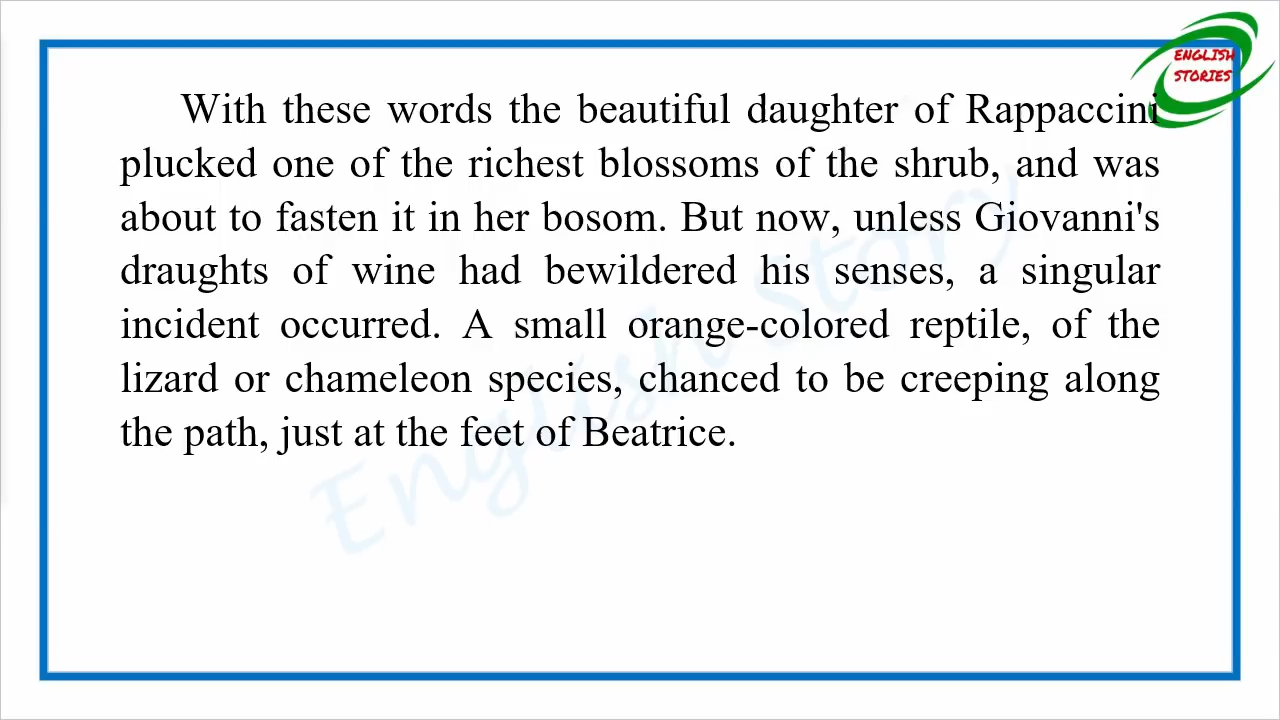 ENGLISH
STORIES
With these words the beautiful daughter of Rappaccini
plucked one of the richest blossoms of the shrub, and was
about to fasten it in her bosom. But now, unless Giovanni's
draughts of wine had bewildered his senses, a singular
incident occurred. A small orange-colored reptile, of the
lizard or chameleon species, chanced to be creeping along
the path, just at the feet of Beatrice.
English Story